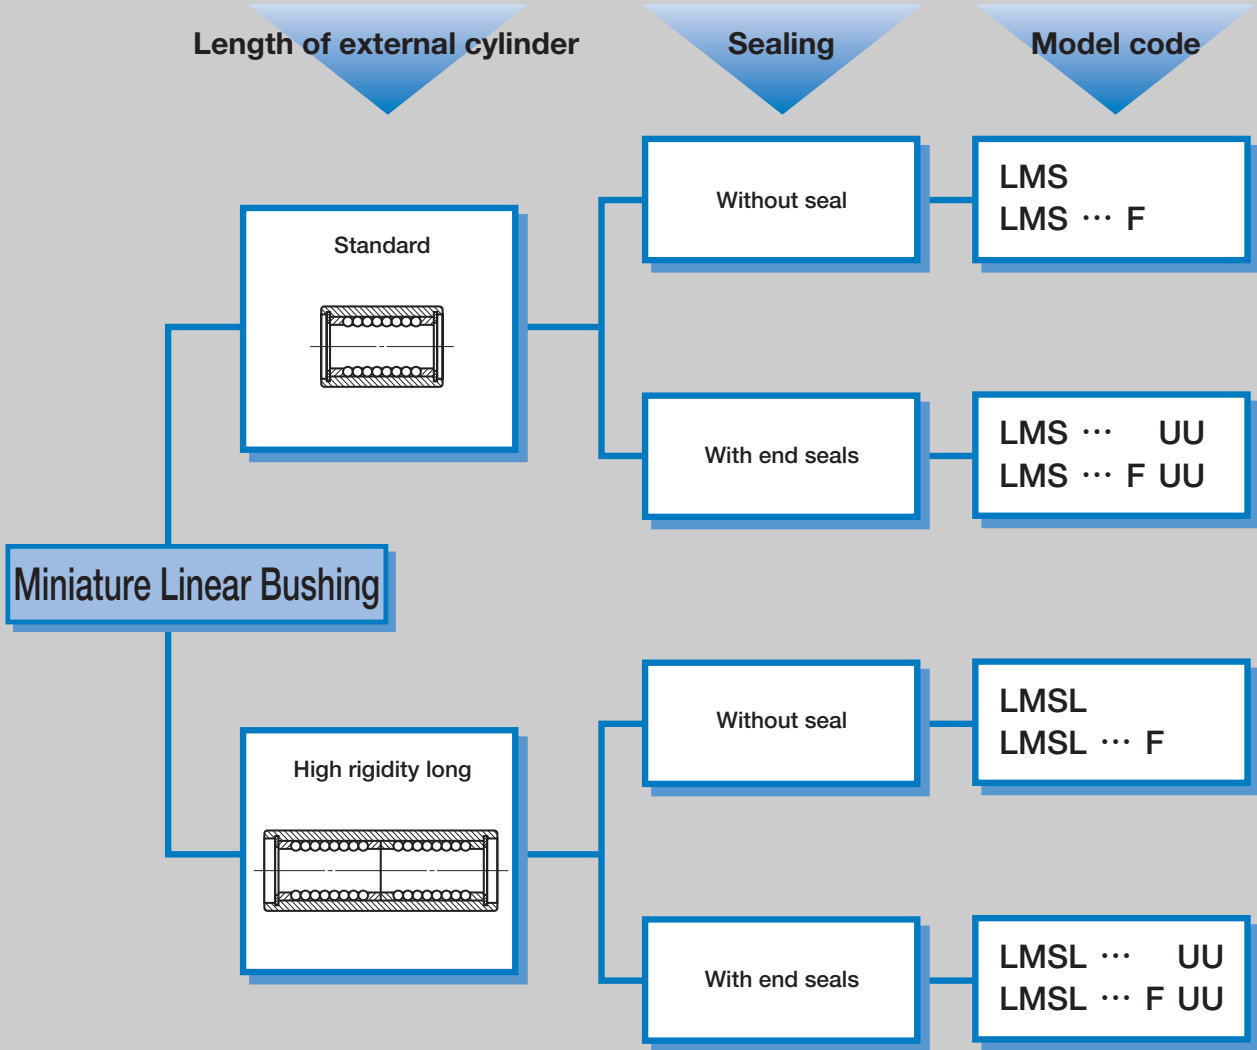 Length of external cylinder
Sealing
Model code
Miniature Linear Bushing
Standard
Without seal
LMS
LMS ··· F
With end seals
LMS ··· UU
LMS ··· F UU
High rigidity long
Without seal
LMSL
LMSL ··· F
With end seals
LMSL ··· UU
LMSL ··· F UU